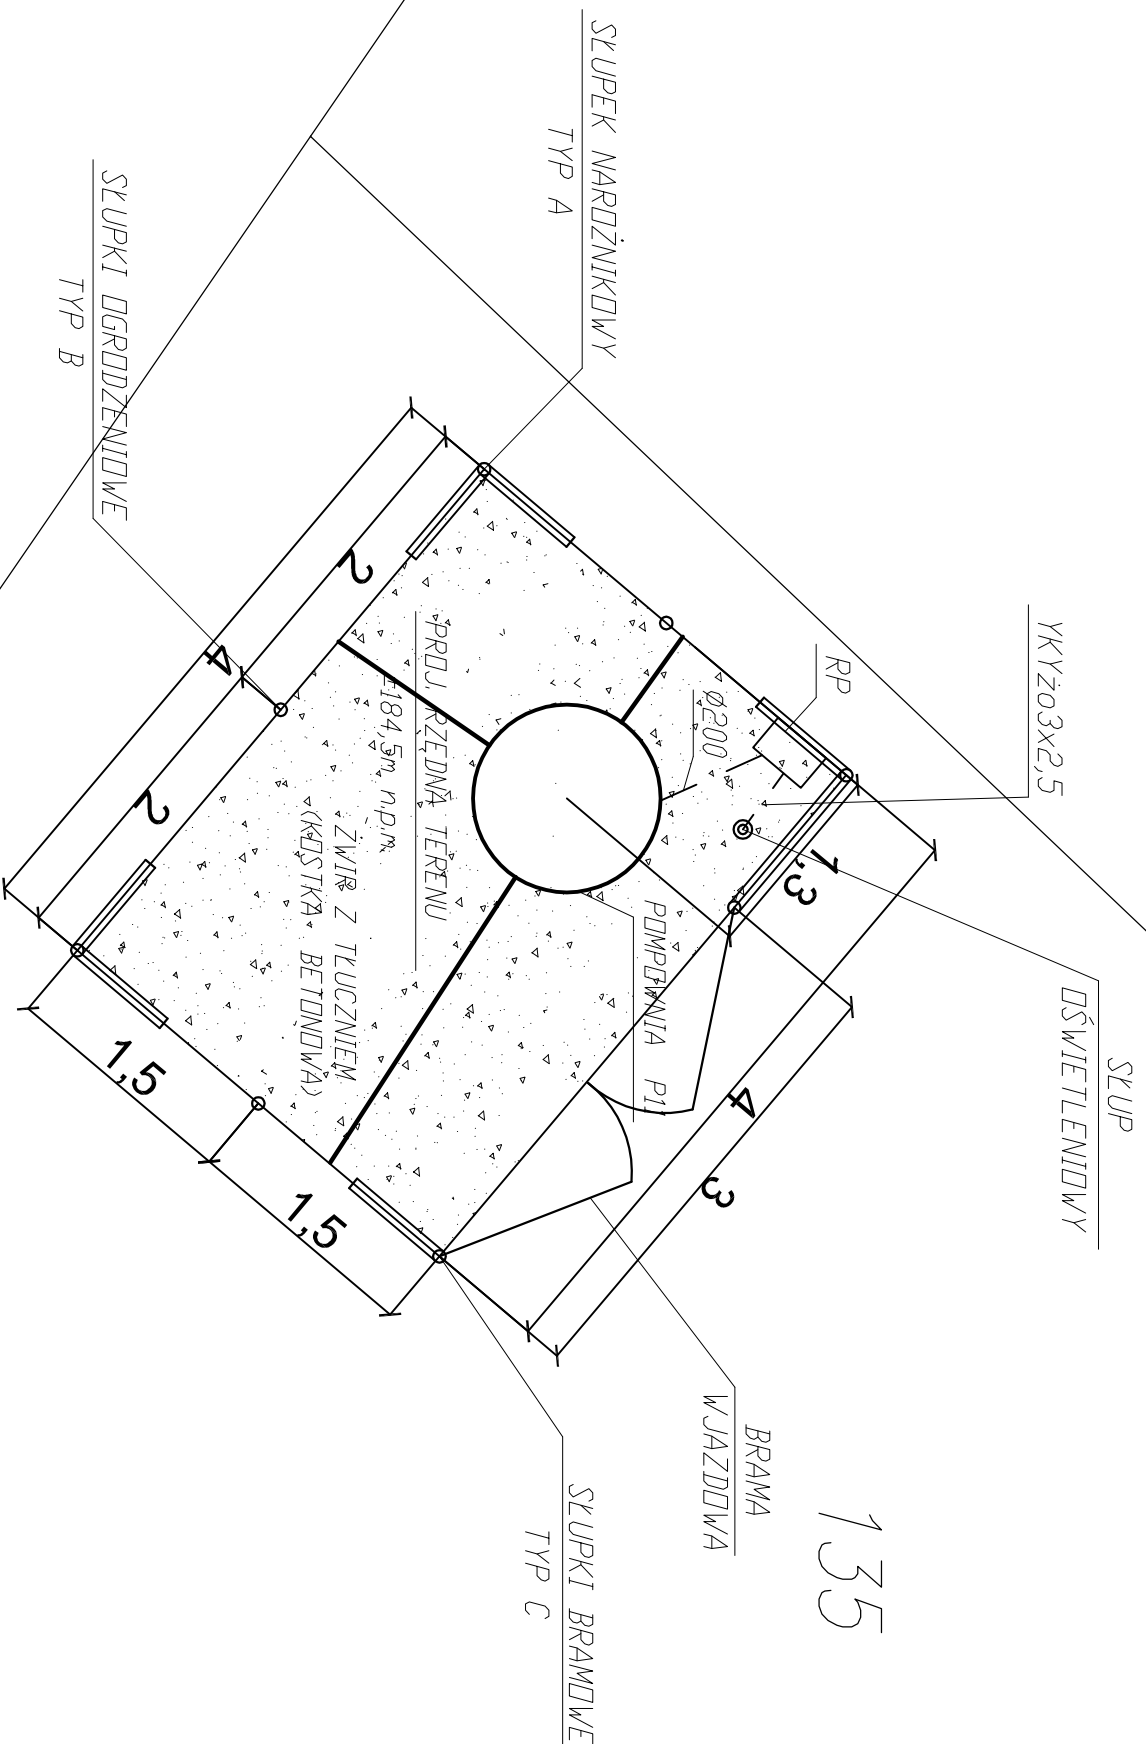 SŁUP
OŚWIETLENIOWY
YKYżo3x2,5
135
RP
BRAMA
WJAZDOWA
1,3
4
3
Ø200
POMPOWNIA P1
SŁUPEK NAROŻNIKOWY
TYP A
SŁUPKI BRAMOWE
TYP C
PROJ. RZĘDNA TERENU
±184,5m n.p.m.
ŻWIR Z TŁUCZNIEM
(KOSTKA BETONOWA)
2
4
2
1,5
1,5
SŁUPKI OGRODZENIOWE
TYP B